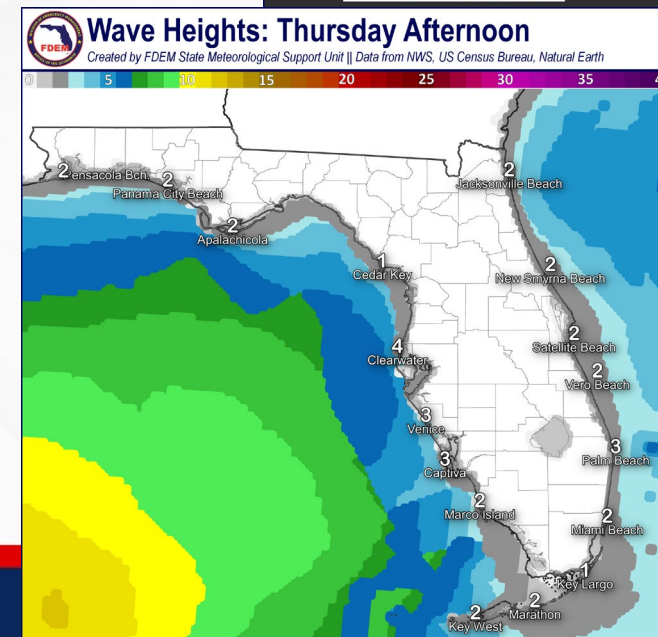 FDEM
Wave Heights: Thursday Afternoon
Created by FDEM State Meteorological Support Unit || Data from NWS, US Census Bureau, Natural Earth
0 5 10 15 20 25 30 35 4
2
Pensacola Bch.
2
Panama City Beach
2
Apalachicola
2
Jacksonville Beach
1
Cedar Key
2
New Smyrna Beach
4
Clearwater
2
Satellite Beach
2
Vero Beach
3
Venice
3
Captiva
3
Palm Beach
2
Marco Island
2
Miami Beach
1
Key Largo
2
Marathon
2
Key West